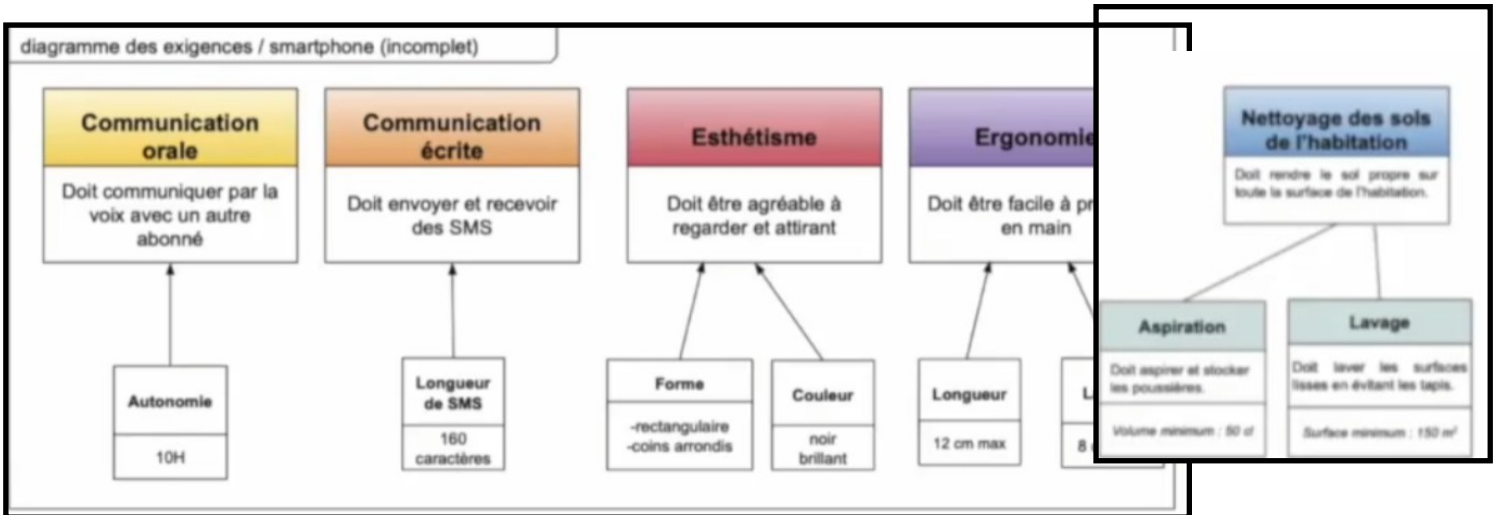 diagramme des exigences / smartphone (incomplet)
Communication
orale
Doit communiquer par la
voix avec un autre
abonné
Autonomie
10H
Communication
écrite
Doit envoyer et recevoir
des SMS
Longueur
de SMS
160
caractères
Esthétisme
Doit être agréable à
regarder et attirant
Forme
-rectangulaire
-coins arrondis
Couleur
noir
brillant
Ergonomie
Doit être facile à
en main
Longueur
12 cm max
8
Nettoyage des sols
de l'habitation
Doit rendre le sol propre sur
toute la surface de l'habitation.
Aspiration
Doit aspirer et stocker
les poussières.
Volume minimum : 50 cl
Lavage
Doit laver les surfaces
lisses en évitant les tapis.
Surface minimum : 150 m²